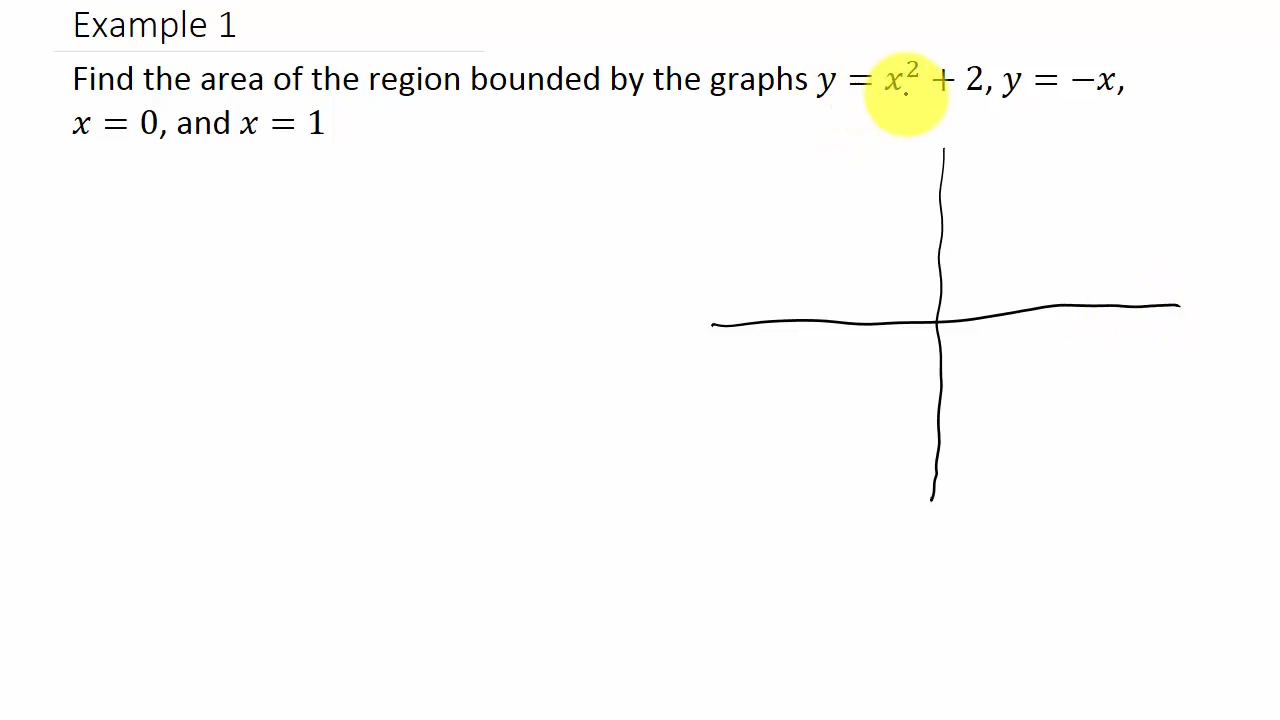 Example 1
Find the area of the region bounded by the graphs 𝑦 = 𝑥² + 2, 𝑦 = −𝑥,
𝑥 = 0, and 𝑥 = 1